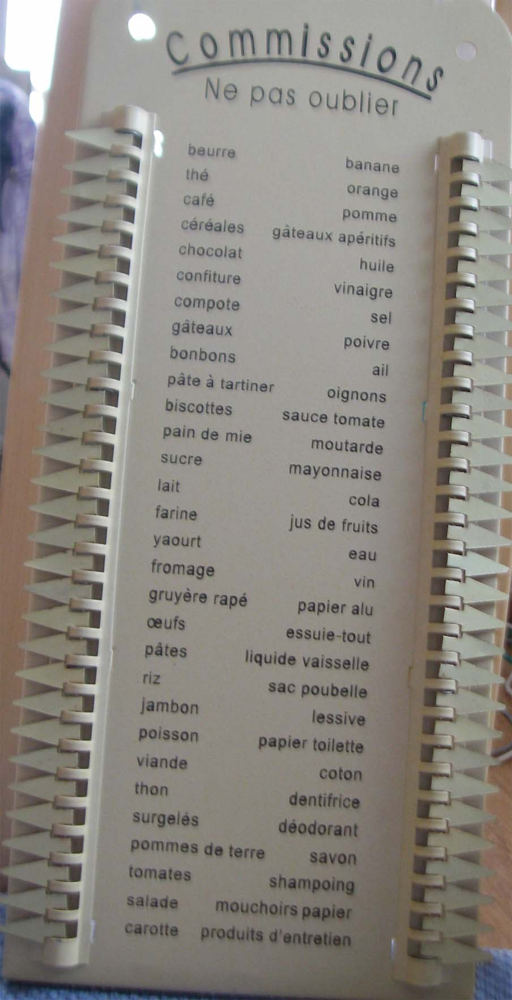 Commissions
Ne pas oublier
beurre
thé
café
céréales
chocolat
confiture
compote
gâteaux
bonbons
pâte à tartiner
biscottes
pain de mie
sucre
lait
farine
yaourt
fromage
gruyère rapé
œufs
pâtes
riz
jambon
poisson
viande
thon
surgelés
pommes de terre
tomates
salade
carotte
banane
orange
pomme
gâteaux apéritifs
huile
vinaigre
sel
poivre
ail
oignons
sauce tomate
moutarde
mayonnaise
cola
jus de fruits
eau
vin
papier alu
essuie-tout
liquide vaisselle
sac poubelle
lessive
papier toilette
coton
dentifrice
déodorant
savon
shampoing
mouchoirs papier
produits d'entretien